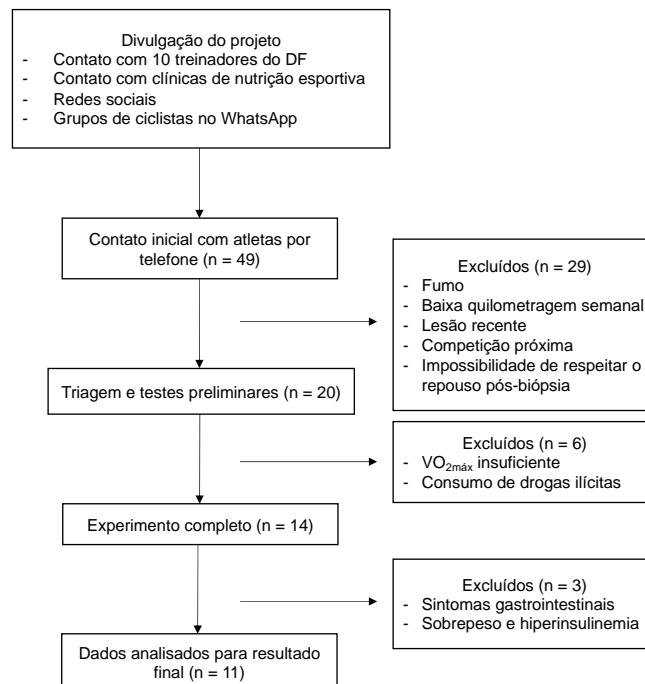 Divulgação do projeto
- Contato com 10 treinadores do DF
- Contato com clínicas de nutrição esportiva
- Redes sociais
- Grupos de ciclistas no WhatsApp
Contato inicial com atletas por
telefone (n = 49)
Excluídos (n = 29)
- Fumo
- Baixa quilometragem semanal
- Lesão recente
- Competição próxima
- Impossibilidade de respeitar o
repouso pós-biópsia
Triagem e testes preliminares (n = 20)
Excluídos (n = 6)
- VO2máx insuficiente
- Consumo de drogas ilícitas
Experimento completo (n = 14)
Excluídos (n = 3)
- Sintomas gastrointestinais
- Sobrepeso e hiperinsulinemia
Dados analisados para resultado
final (n = 11)